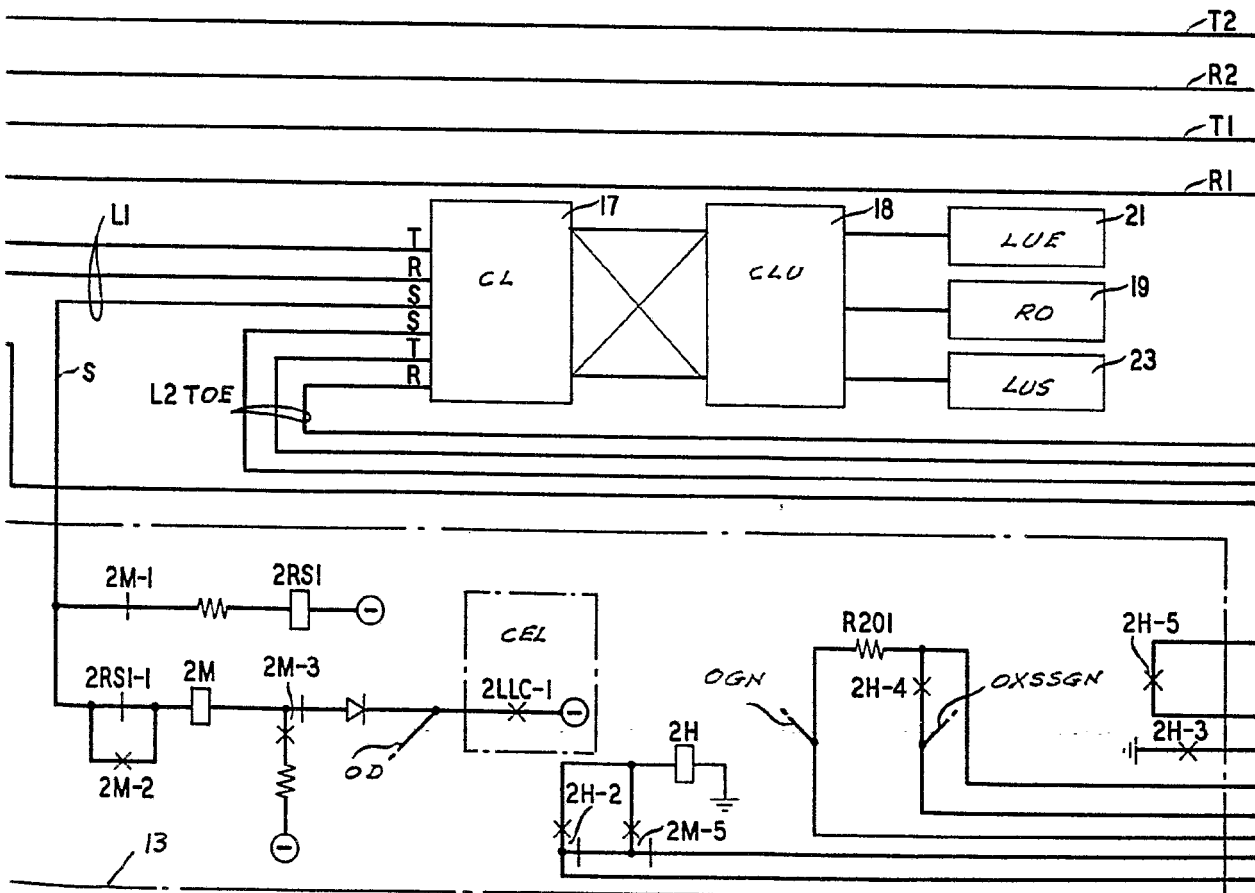 T2
R2
T1
R1
L1
T
R
S
S
T
R
17
CL
18
CLU
21
LUE
19
RO
23
LUS
S
L2 TOE
2M-1
2RS1
CEL
2RS1-1
2M
2M-3
2LLC-1
2M-2
OD
2H
2H-2
2M-5
R201
OGN
2H-4
OXSSGN
2H-5
2H-3
13